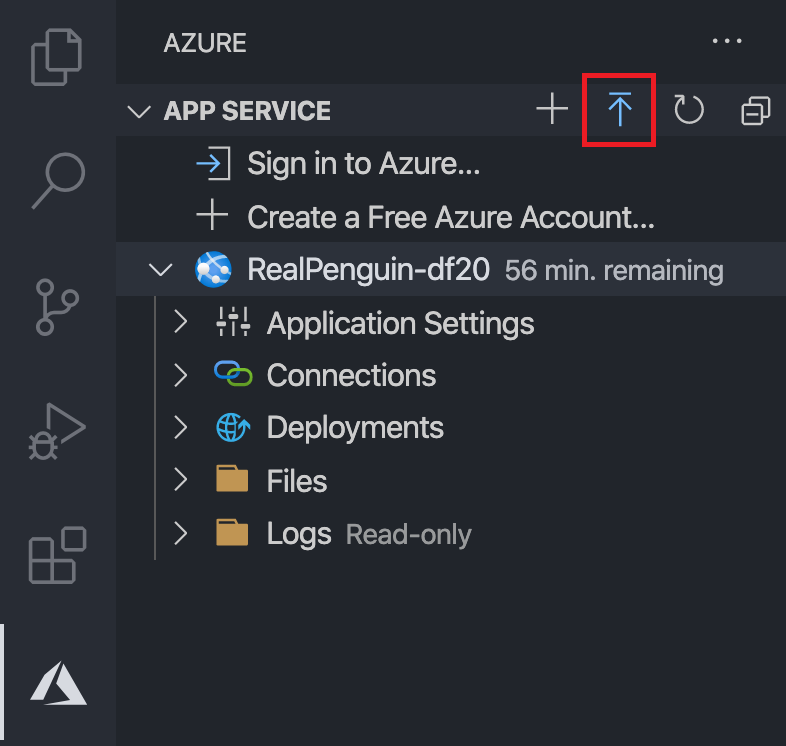 AZURE
APP SERVICE
Sign in to Azure...
Create a Free Azure Account...
RealPenguin-df20 56 min. remaining
Application Settings
Connections
Deployments
Files
Logs Read-only